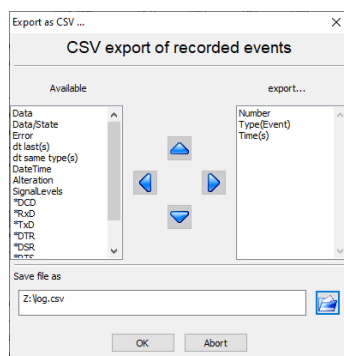 Export as CSV ...
CSV export of recorded events
Available
export...
Data
Data/State
Error
dt last(s)
dt same type(s)
DateTime
Alteration
SignalLevels
*DCD
*RxD
*TxD
*DTR
*DSR
*RTS
Number
Type(Event)
Time(s)
Save file as
Z:\log.csv
OK
Abort